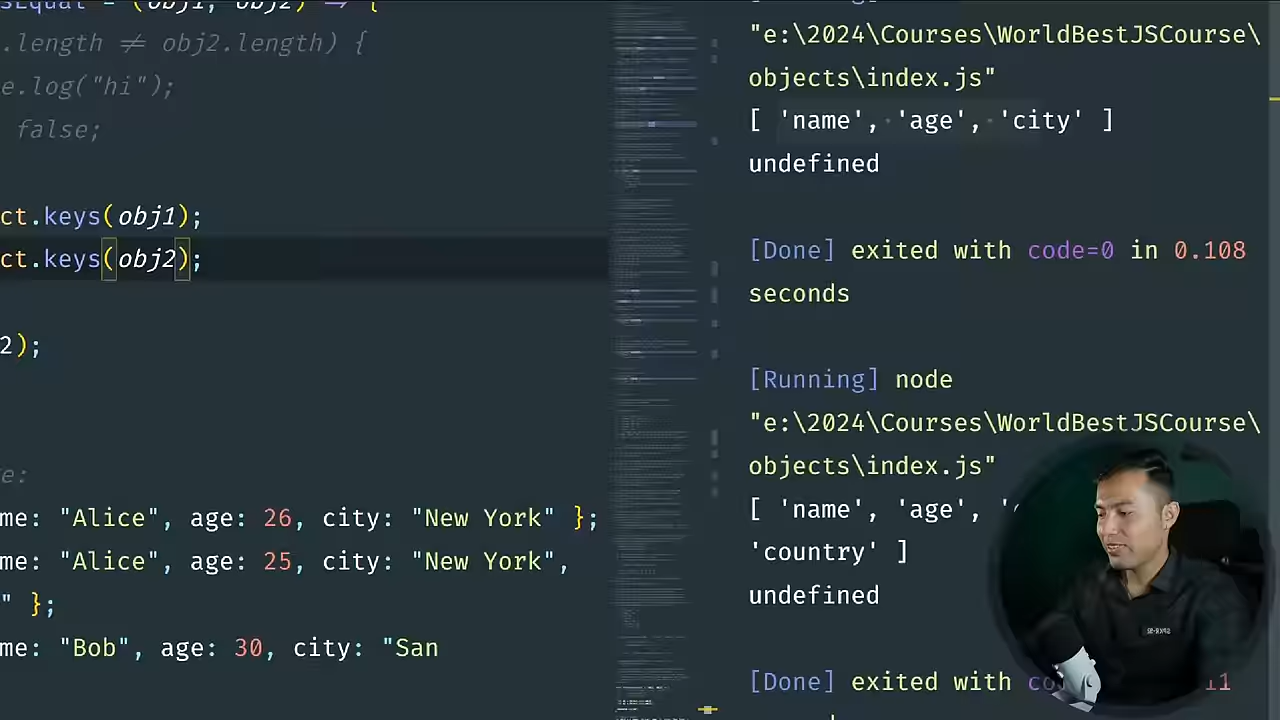 sEqual = (obj1, obj2) => {
.length ≠ obj2.length) {
e.log("hi");
false;
ct.keys(obj1);
ct.keys(obj2);
2);
e:
me: "Alice", age: 26, city: "New York" };
me: "Alice", age: 25, city: "New York",
" };
me: "Bob", age: 30, city: "San
"e:\2024\Courses\WorldBestJSCourse\
objects\index.js"
[ 'name', 'age', 'city' ]
undefined
[Done] exited with code=0 in 0.108
seconds
[Running] node
"e:\2024\Courses\WorldBestJSCourse\
objects\index.js"
[ 'name', 'age',
'country' ]
undefined
[Done] exited with